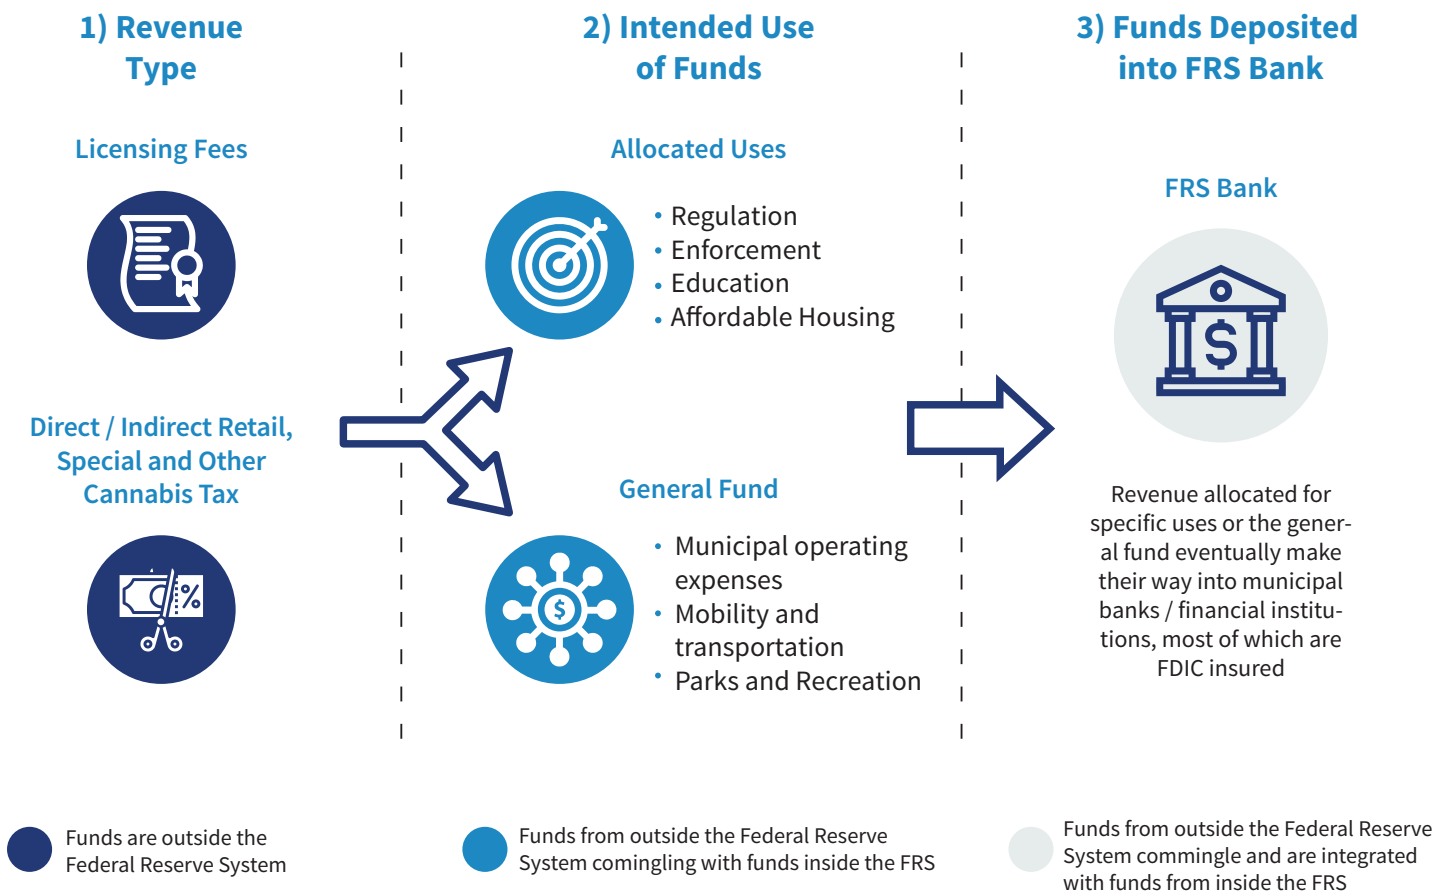 1) Revenue
Type
Licensing Fees
Direct / Indirect Retail,
Special and Other
Cannabis Tax
%
2) Intended Use
of Funds
Allocated Uses
• Regulation
• Enforcement
• Education
• Affordable Housing
General Fund
$
• Municipal operating
expenses
• Mobility and
transportation
• Parks and Recreation
3) Funds Deposited
into FRS Bank
FRS Bank
$
Revenue allocated for
specific uses or the gener-
al fund eventually make
their way into municipal
banks / financial institu-
tions, most of which are
FDIC insured
Funds are outside the
Federal Reserve System
Funds from outside the Federal Reserve
System comingling with funds inside the FRS
Funds from outside the Federal Reserve
System commingle and are integrated
with funds from inside the FRS